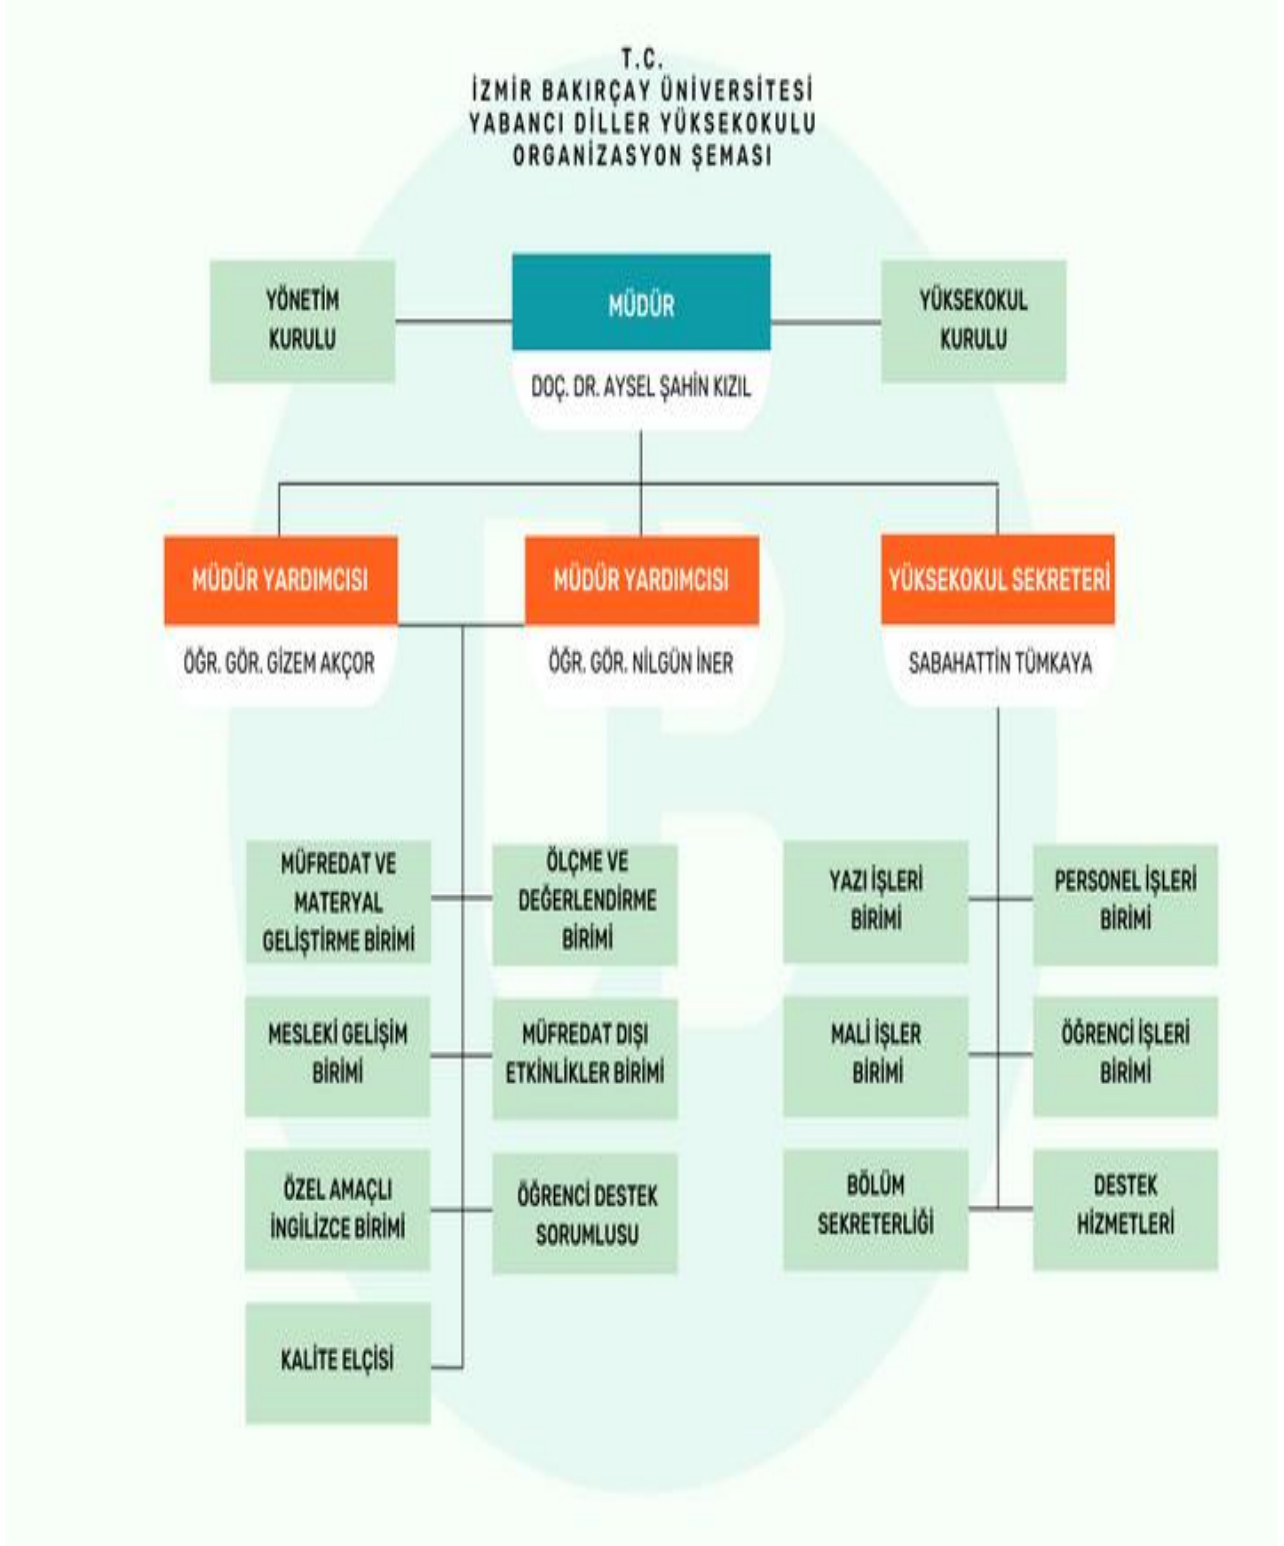 T.C.
İZMİR BAKIRÇAY ÜNİVERSİTESİ
YABANCI DİLLER YÜKSEKOKULU
ORGANİZASYON ŞEMASI
YÖNETİM
KURULU
MÜDÜR
DOÇ. DR. AYSEL ŞAHİN KIZIL
YÜKSEKOKUL
KURULU
MÜDÜR YARDIMCISI
ÖĞR. GÖR. GİZEM AKÇOR
MÜDÜR YARDIMCISI
ÖĞR. GÖR. NİLGÜN İNER
YÜKSEKOKUL SEKRETERİ
SABAHATTİN TÜMKAYA
MÜFREDAT VE
MATERYAL
GELİŞTİRME BİRİMİ
ÖLÇME VE
DEĞERLENDİRME
BİRİMİ
YAZI İŞLERİ
BİRİMİ
PERSONEL İŞLERİ
BİRİMİ
MESLEKİ GELİŞİM
BİRİMİ
MÜFREDAT DIŞI
ETKİNLİKLER BİRİMİ
MALİ İŞLER
BİRİMİ
ÖĞRENCİ İŞLERİ
BİRİMİ
ÖZEL AMAÇLI
İNGİLİZCE BİRİMİ
ÖĞRENCİ DESTEK
SORUMLUSU
BÖLÜM
SEKRETERLİĞİ
DESTEK
HİZMETLERİ
KALİTE ELÇİSİ